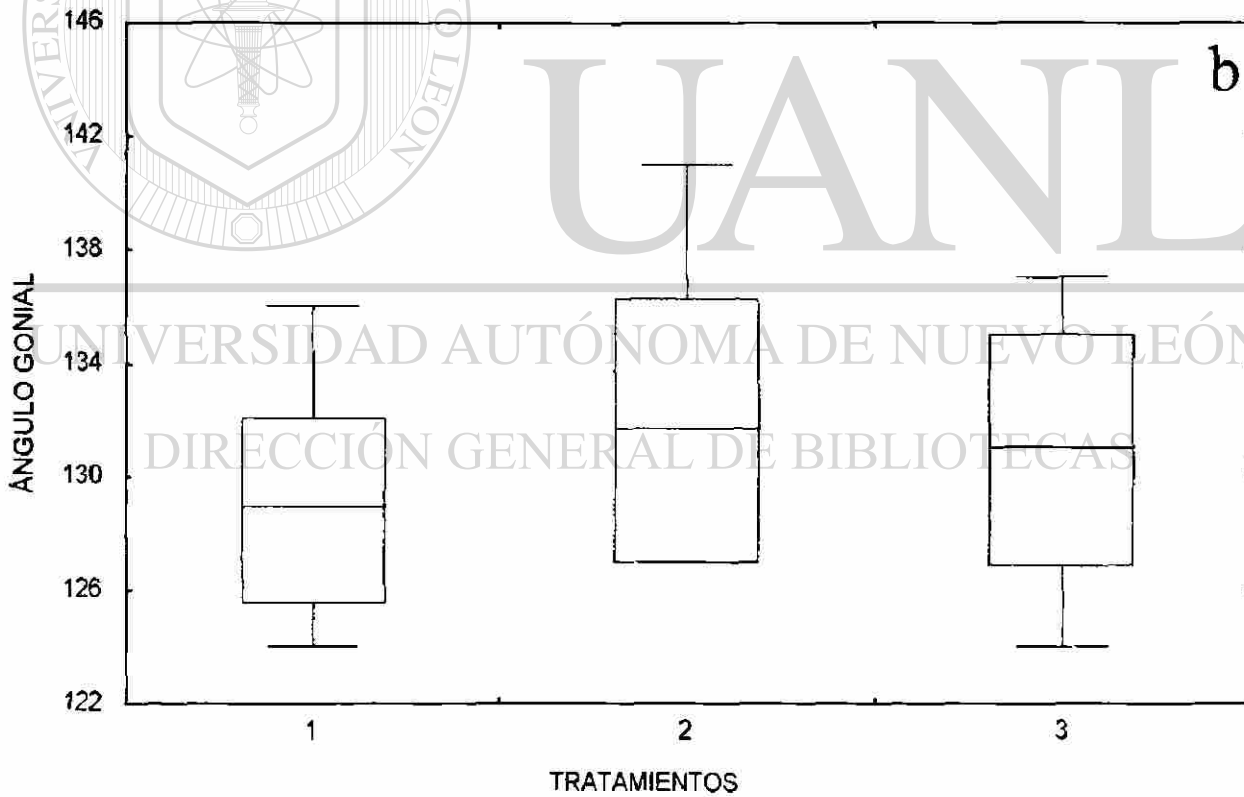 146
142
138
134
130
126
122
ÁNGULO GONIAL
b
UANL
UNIVERSIDAD AUTÓNOMA DE NUEVO LEÓN
DIRECCIÓN GENERAL DE BIBLIOTECAS
1 2 3
TRATAMIENTOS